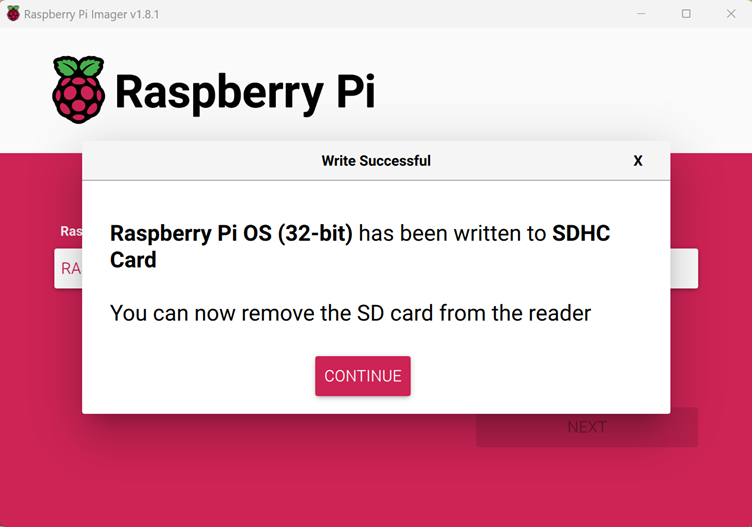 Raspberry Pi Imager v1.8.1
Raspberry Pi
Write Successful
X
Ras
RA
Raspberry Pi OS (32-bit) has been written to SDHC
Card
You can now remove the SD card from the reader
CONTINUE
NEXT